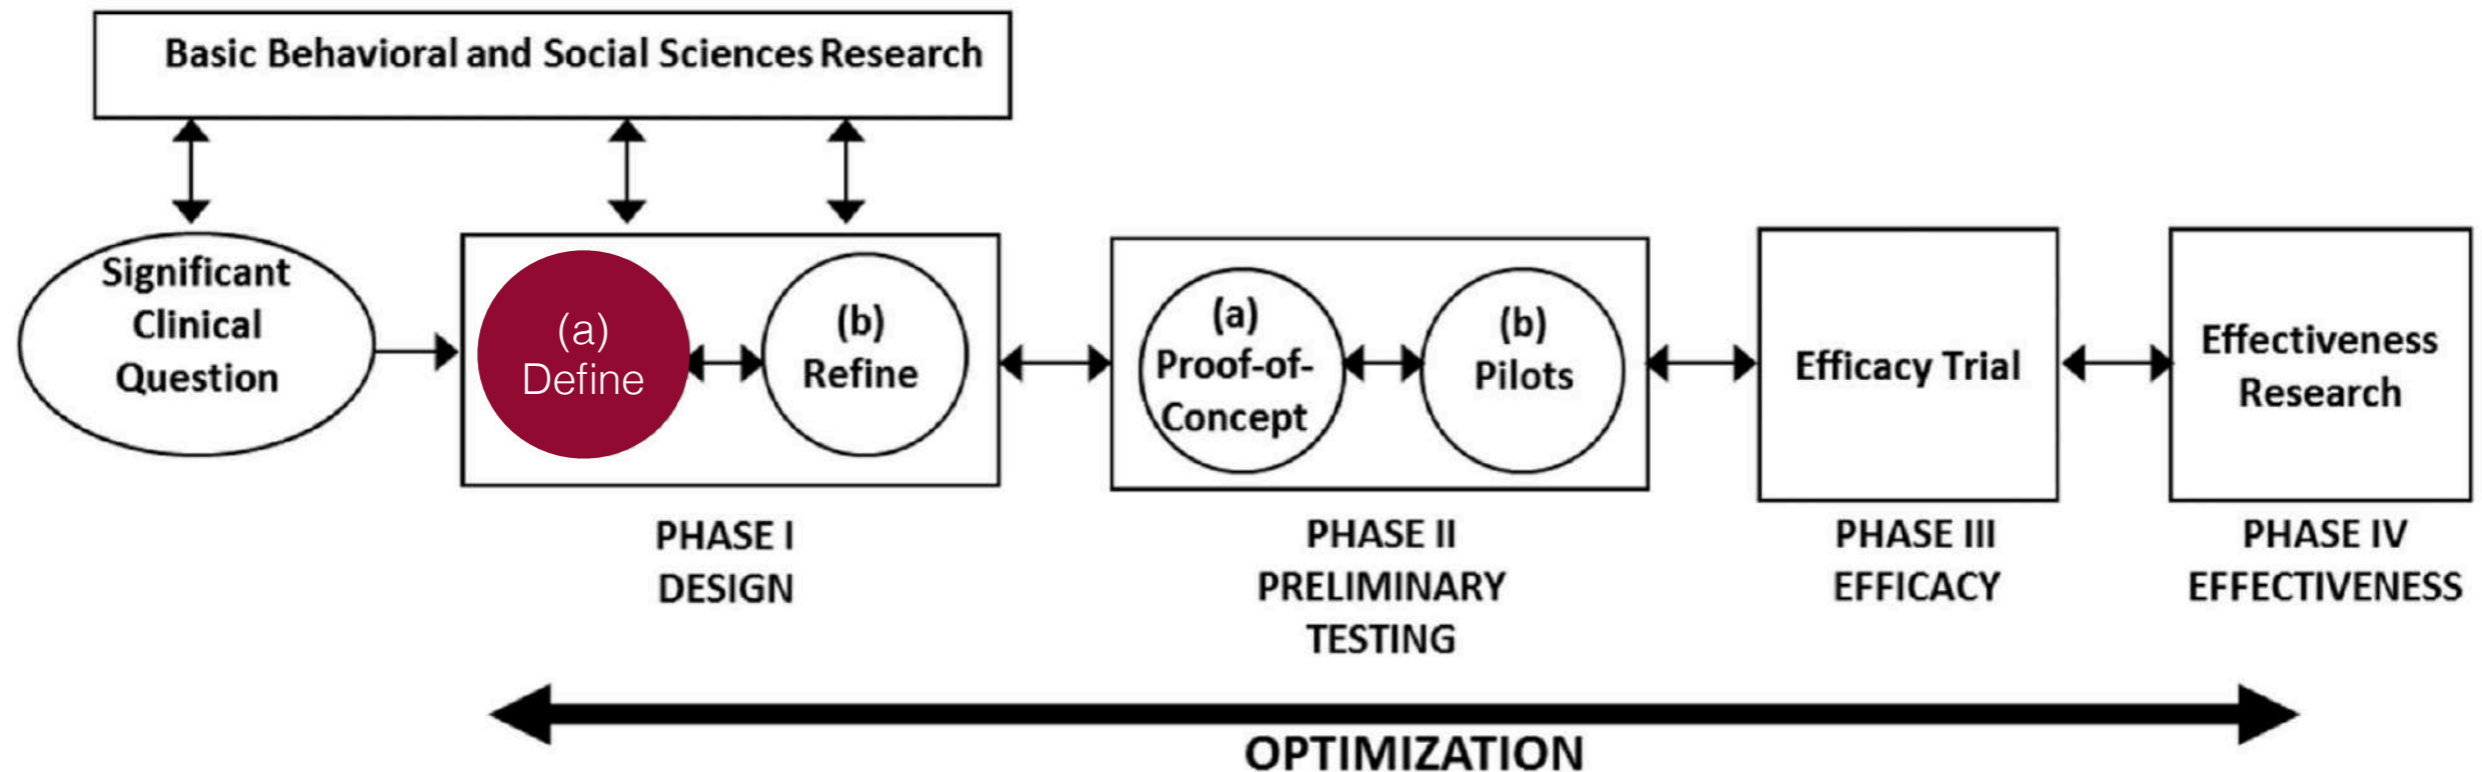 Basic Behavioral and Social Sciences Research
Significant
Clinical
Question
(a)
Define
(b)
Refine
(a)
Proof-of-
Concept
(b)
Pilots
Efficacy Trial
Effectiveness
Research
PHASE I
DESIGN
PHASE II
PRELIMINARY
TESTING
PHASE III
EFFICACY
PHASE IV
EFFECTIVENESS
OPTIMIZATION